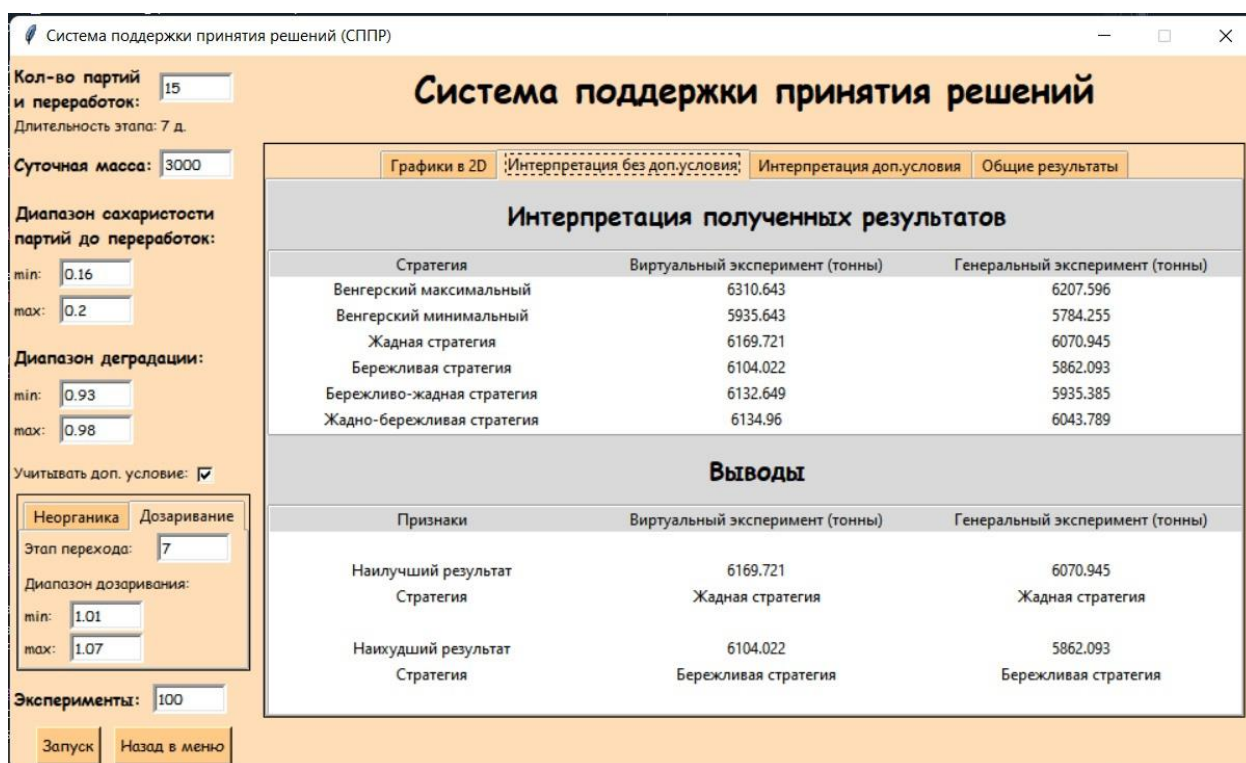 Система поддержки принятия решений (СППР)
Кол-во партий
и переработок: 15
Длительность этапа: 7 д.
Суточная масса: 3000
Диапазон сахаристости
партий до переработок:
min: 0.16
max: 0.2
Диапазон деградации:
min: 0.93
max: 0.98
Учитывать доп. условие:
Неорганика Дозаривание
Этап перехода: 7
Диапазон дозаривания:
min: 1.01
max: 1.07
Эксперименты: 100
Запуск Назад в меню
Система поддержки принятия решений
Графики в 2D Интерпретация без доп.условия; Интерпретация доп.условия Общие результаты
Интерпретация полученных результатов
Стратегия Виртуальный эксперимент (тонны) Генеральный эксперимент (тонны)
Венгерский максимальный 6310.643 6207.596
Венгерский минимальный 5935.643 5784.255
Жадная стратегия 6169.721 6070.945
Бережливая стратегия 6104.022 5862.093
Бережливо-жадная стратегия 6132.649 5935.385
Жадно-бережливая стратегия 6134.96 6043.789
Выводы
Признаки Виртуальный эксперимент (тонны) Генеральный эксперимент (тонны)
Наилучший результат 6169.721 6070.945
Стратегия Жадная стратегия Жадная стратегия
Наихудший результат 6104.022 5862.093
Стратегия Бережливая стратегия Бережливая стратегия